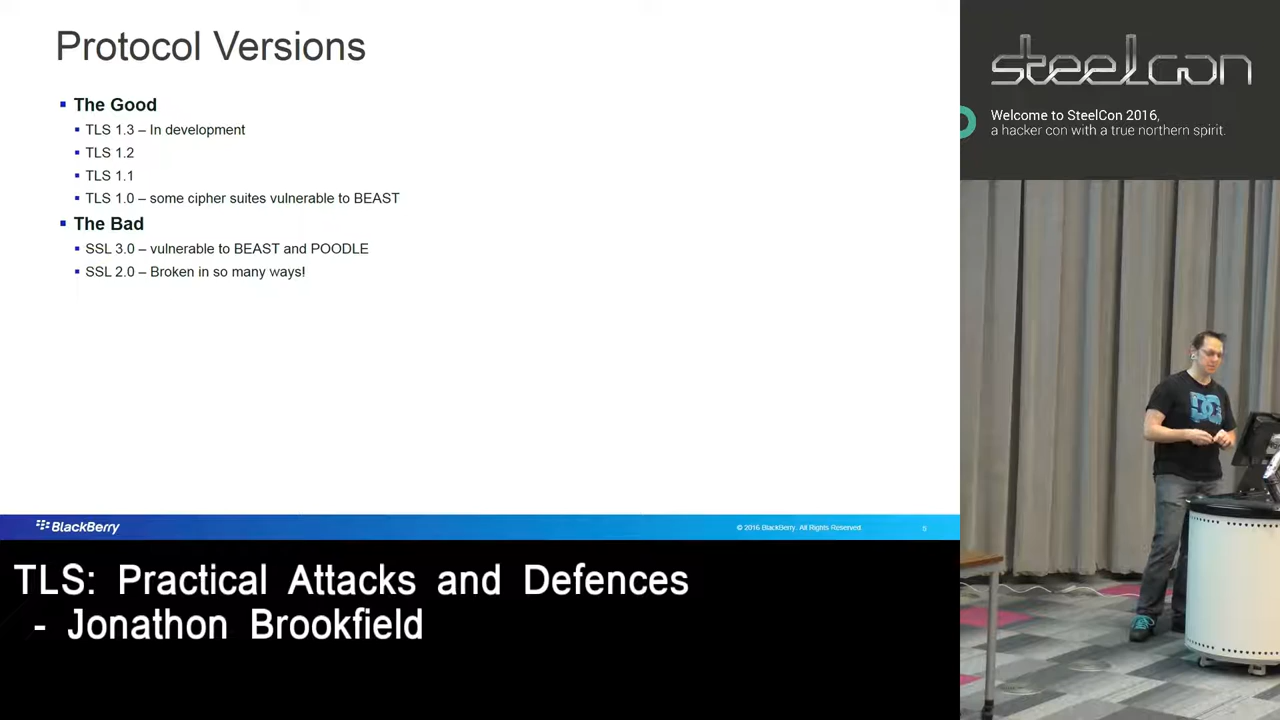 Protocol Versions
The Good
TLS 1.3 – In development
TLS 1.2
TLS 1.1
TLS 1.0 – some cipher suites vulnerable to BEAST
The Bad
SSL 3.0 – vulnerable to BEAST and POODLE
SSL 2.0 – Broken in so many ways!
BlackBerry
© 2016 BlackBerry. All Rights Reserved.
5
steelcon
Welcome to SteelCon 2016,
a hacker con with a true northern spirit.
DC
TLS: Practical Attacks and Defences
- Jonathon Brookfield